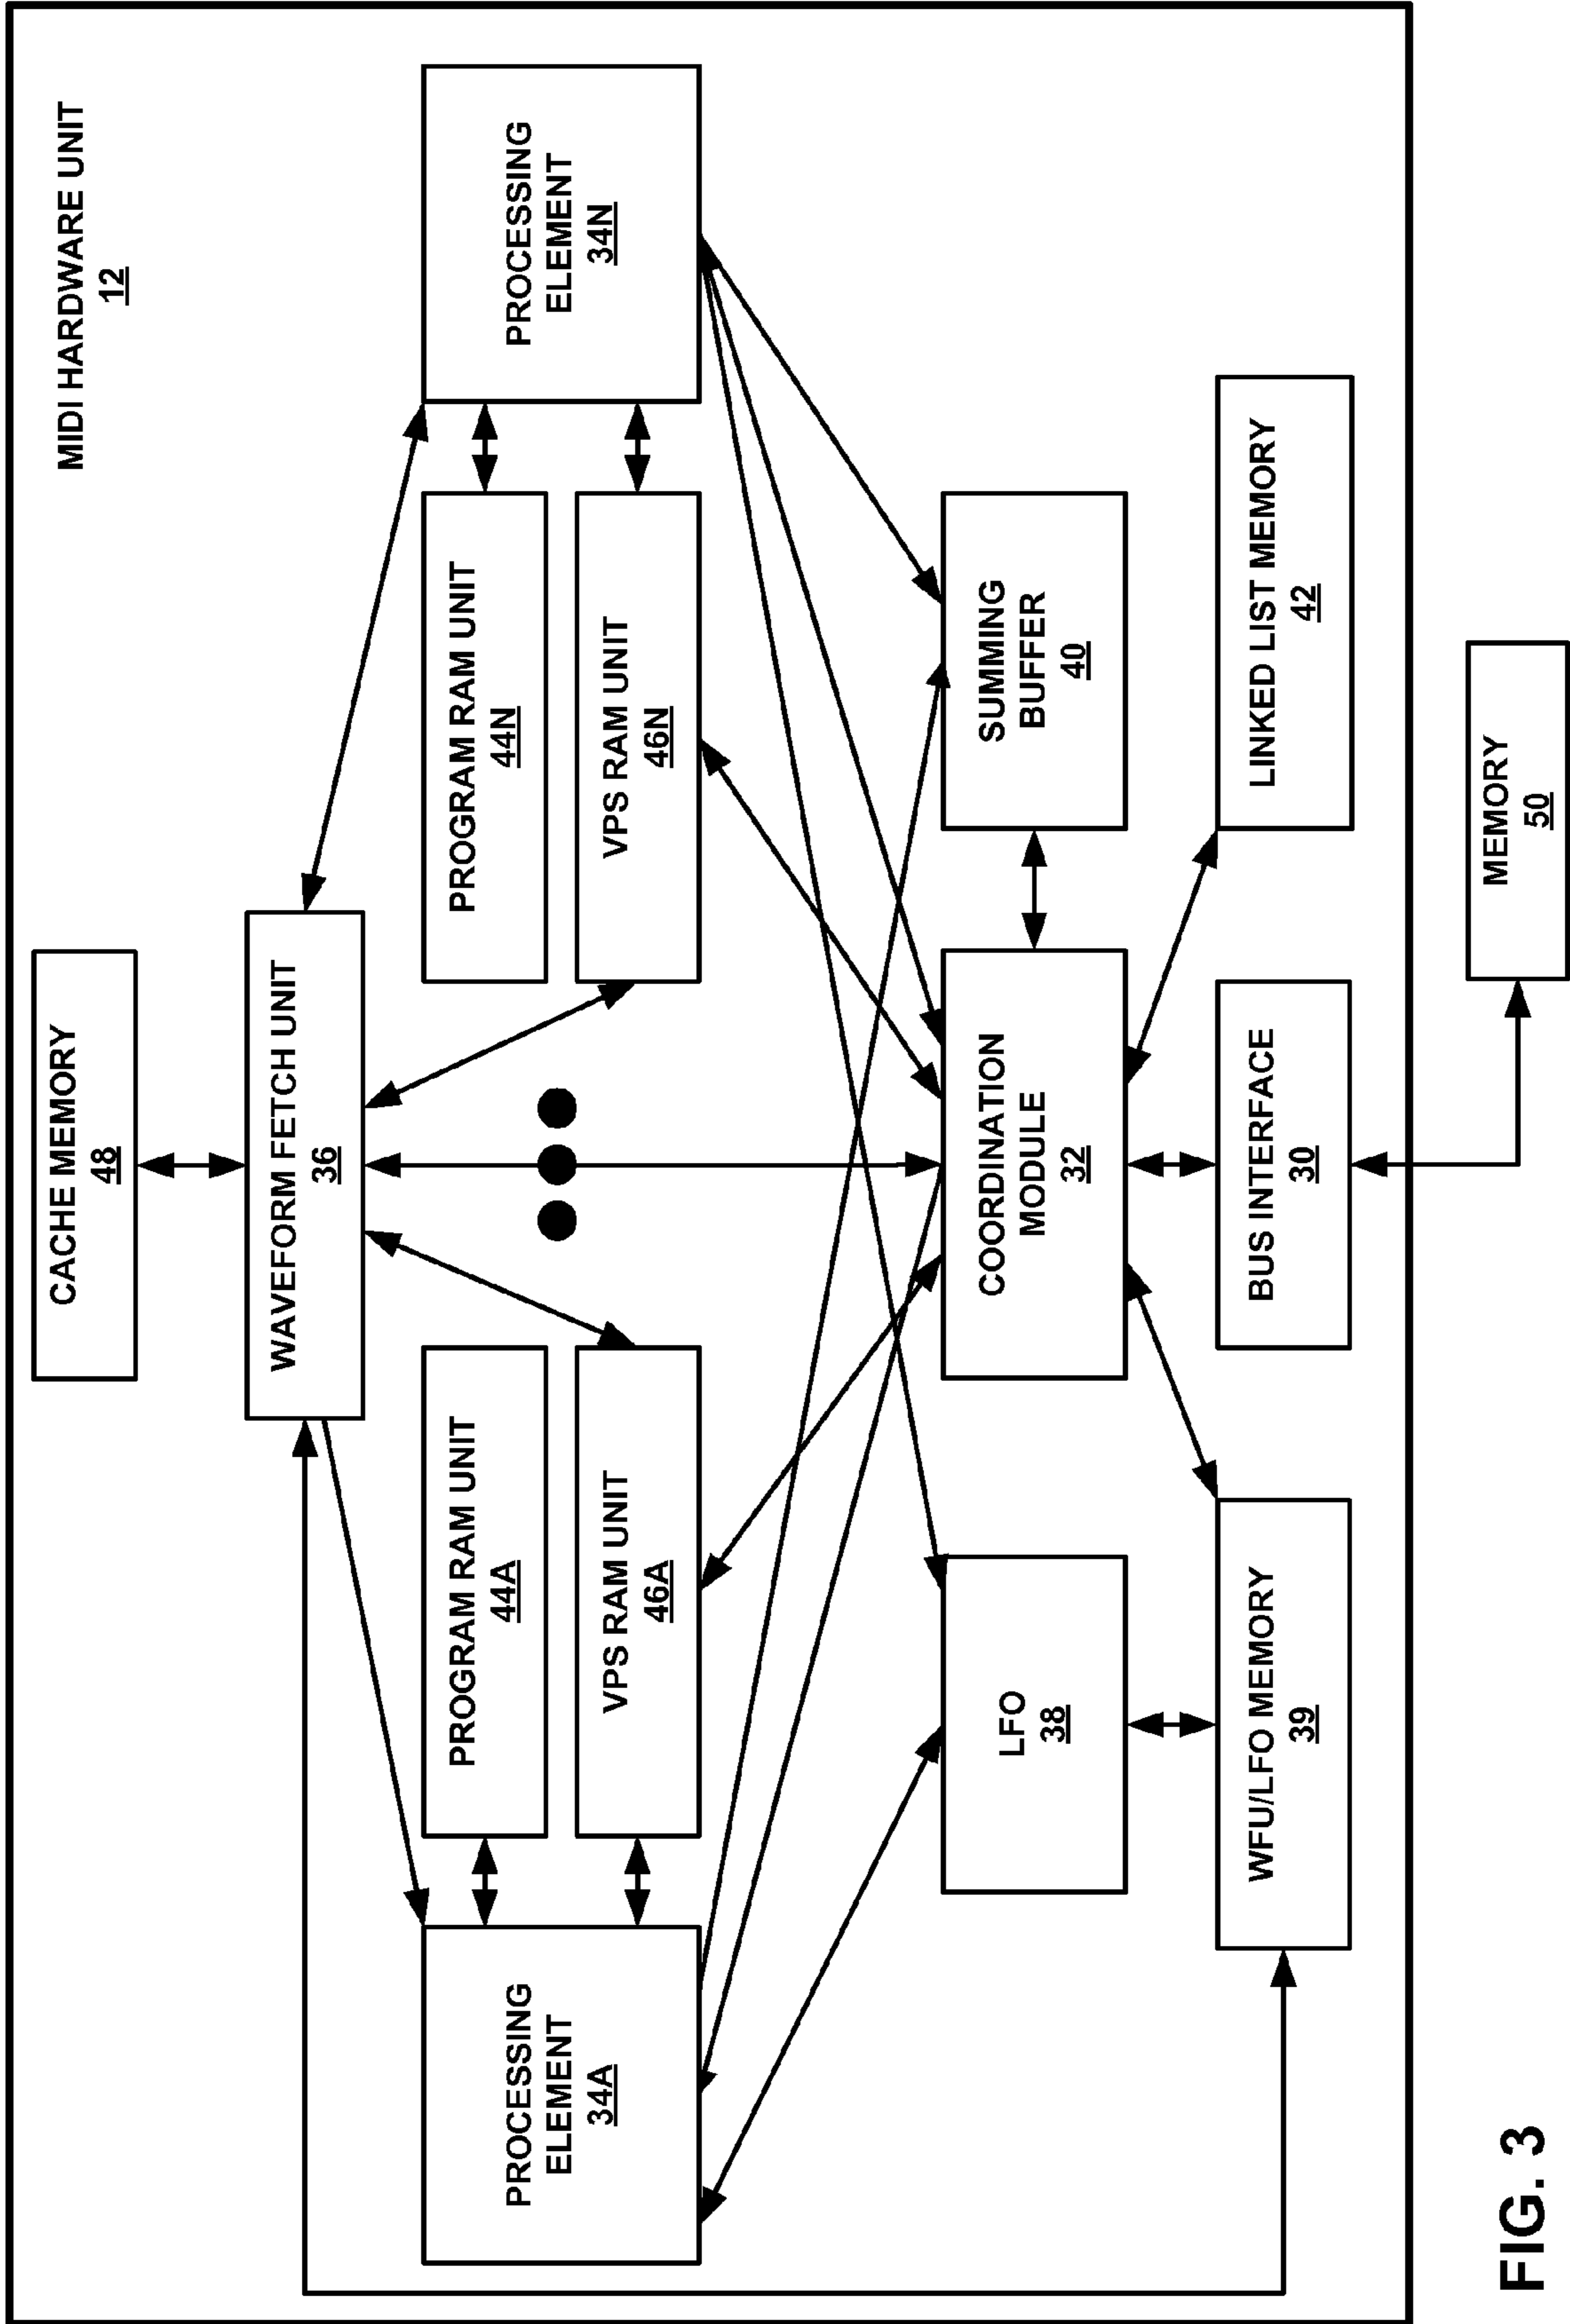 MIDI HARDWARE UNIT
12
CACHE MEMORY
48
WAVEFORM FETCH UNIT
36
PROCESSING
ELEMENT
34A
PROGRAM RAM UNIT
44A
VPS RAM UNIT
46A
PROGRAM RAM UNIT
44N
VPS RAM UNIT
46N
PROCESSING
ELEMENT
34N
LFO
38
COORDINATION
MODULE
32
SUMMING
BUFFER
40
WFU/LFO MEMORY
39
BUS INTERFACE
30
LINKED LIST MEMORY
42
MEMORY
50
FIG. 3